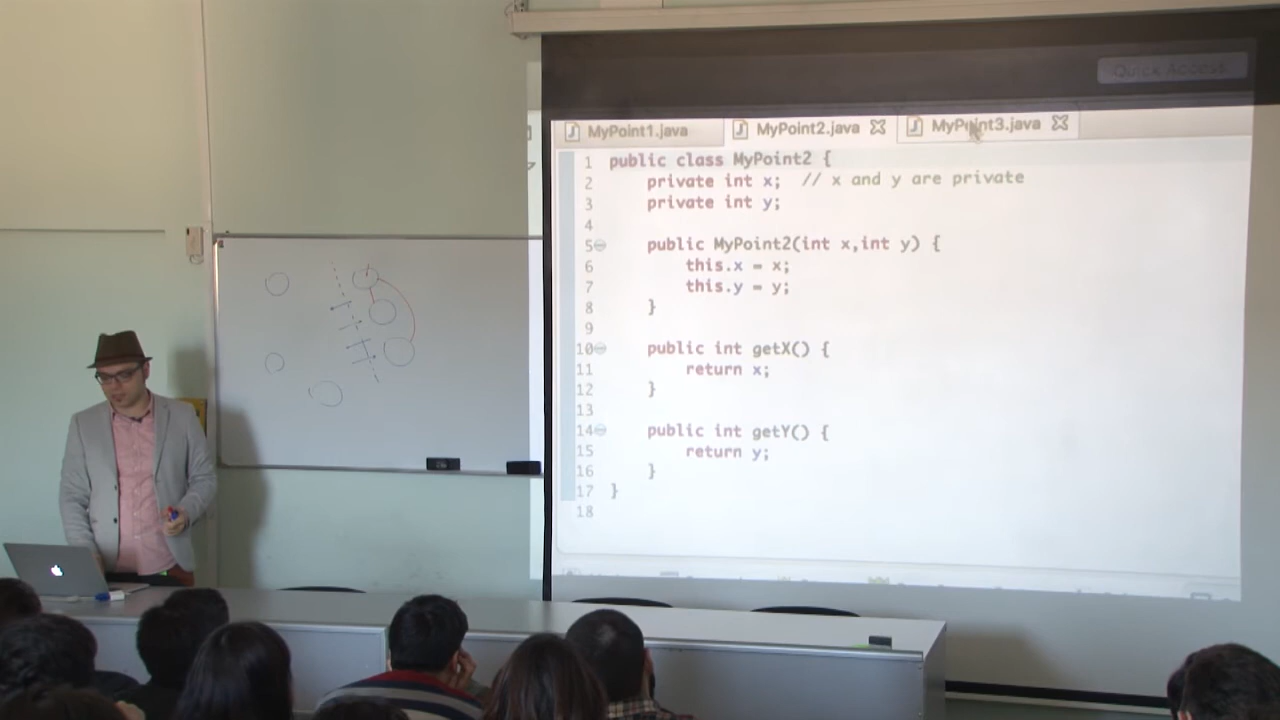 Quick Access
MyPoint1.java MyPoint2.java MyPoint3.java
1 public class MyPoint2 {
2 private int x; // x and y are private
3 private int y;
4
5 public MyPoint2(int x,int y) {
6 this.x = x;
7 this.y = y;
8 }
9
10 public int getX() {
11 return x;
12 }
13
14 public int getY() {
15 return y;
16 }
17 }
18